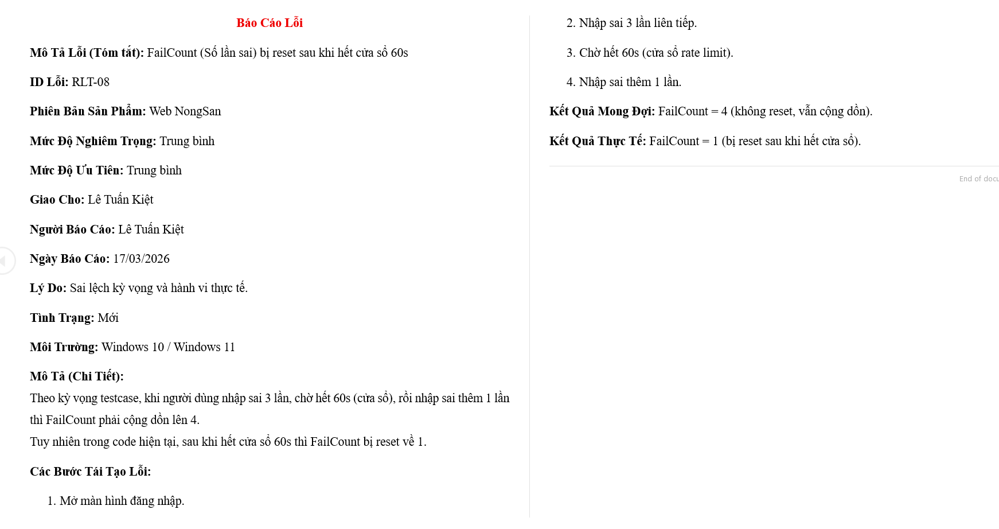 Báo Cáo Lỗi
Mô Tả Lỗi (Tóm tắt): FailCount (Số lần sai) bị reset sau khi hết cửa sổ 60s
ID Lỗi: RLT-08
Phiên Bản Sản Phẩm: Web NongSan
Mức Độ Nghiêm Trọng: Trung bình
Mức Độ Ưu Tiên: Trung bình
Giao Cho: Lê Tuấn Kiệt
Người Báo Cáo: Lê Tuấn Kiệt
Ngày Báo Cáo: 17/03/2026
Lý Do: Sai lệch kỳ vọng và hành vi thực tế.
Tình Trạng: Mới
Môi Trường: Windows 10 / Windows 11
Mô Tả (Chi Tiết):
Theo kỳ vọng testcase, khi người dùng nhập sai 3 lần, chờ hết 60s (cửa sổ), rồi nhập sai thêm 1 lần
thì FailCount phải cộng dồn lên 4.
Tuy nhiên trong code hiện tại, sau khi hết cửa sổ 60s thì FailCount bị reset về 1.
Các Bước Tái Tạo Lỗi:
1. Mở màn hình đăng nhập.
2. Nhập sai 3 lần liên tiếp.
3. Chờ hết 60s (cửa sổ rate limit).
4. Nhập sai thêm 1 lần.
Kết Quả Mong Đợi: FailCount = 4 (không reset, vẫn cộng dồn).
Kết Quả Thực Tế: FailCount = 1 (bị reset sau khi hết cửa sổ).
End of docu